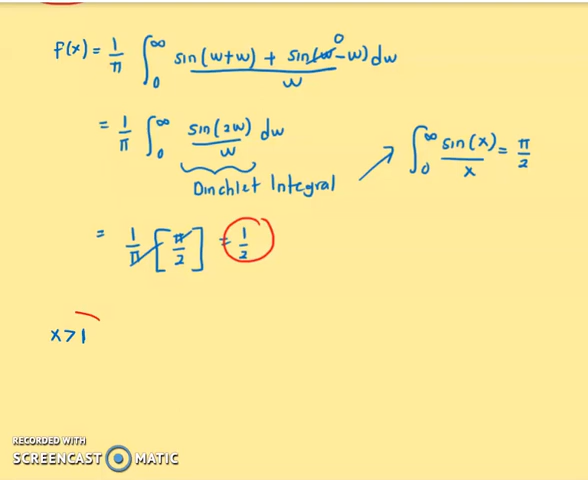 f(x) = 1/π ∫₀^∞ sin(w+w) + sin(w-w)⁰ / w dw
= 1/π ∫₀^∞ sin(2w)/w dw
Dinchlet Integral ↗ ∫₀^∞ sin(x)/x = π/2
= 1/π [π/2] = 1/2
x>1
RECORDED WITH
SCREENCAST MATIC